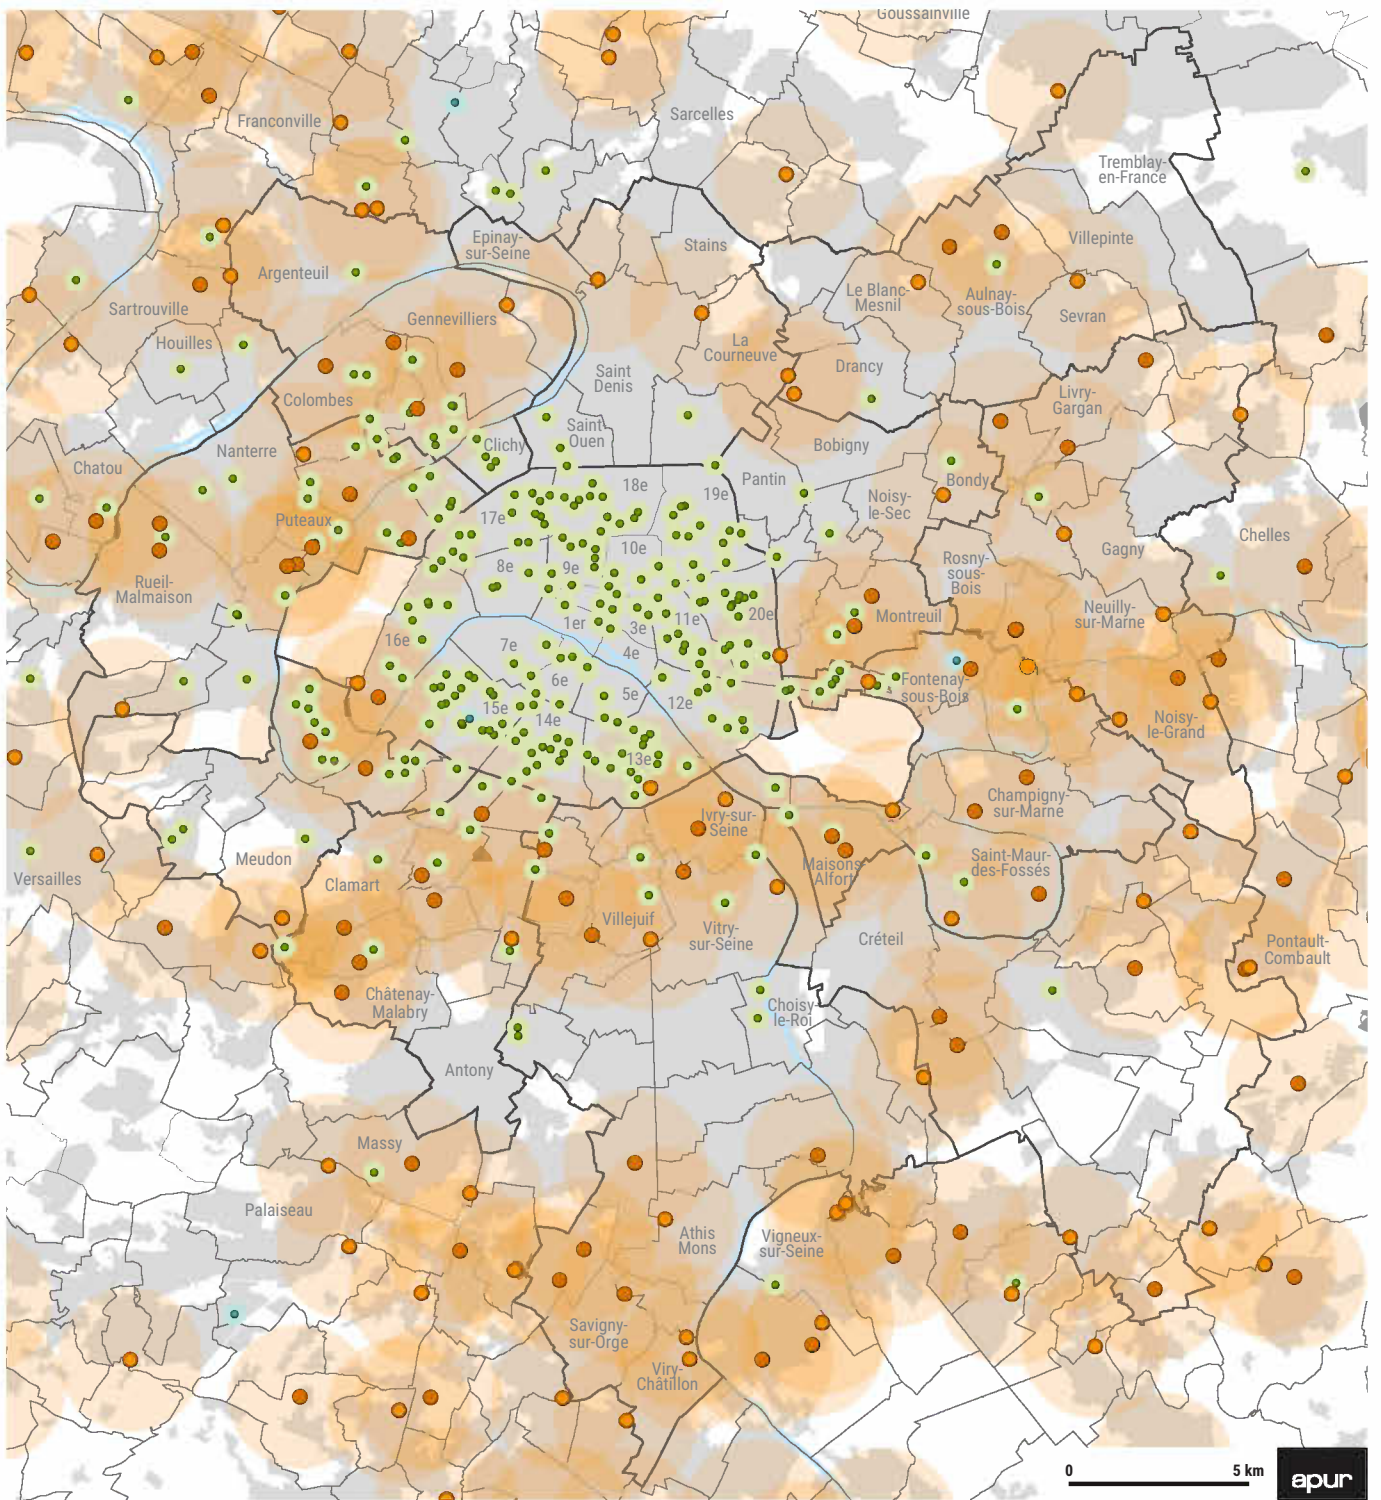 Goussainville
Sarcelles
Franconville
Tremblay-
en-France
Epinay-
sur-Seine
Stains
Villepinte
Argenteuil
Le Blanc-
Mesnil
Aulnay-
sous-Bois
Sartrouville
Gennevilliers
Sevran
Houilles
La
Courneuve
Drancy
Saint
Denis
Colombes
Livry-
Gargan
Saint
Ouen
Clichy
Bobigny
Nanterre
Chatou
Pantin
Bondy
18e
19e
Noisy-
le-Sec
17e
Puteaux
Chelles
10e
Gagny
8e
9e
Rosny-
sous-
Bois
Rueil-
Malmaison
1er
3e
11e
20e
Montreuil
Neuilly-
sur-Marne
16e
7e
4e
6e
5e
12e
Fontenay-
sous-Bois
15e
14e
Noisy-
le-Grand
13e
Champigny-
sur-Marne
Ivry-sur-
Seine
Meudon
Versailles
Clamart
Maisons-
Alfort
Saint-Maur-
des-Fossés
Villejuif
Vitry-
sur-Seine
Créteil
Pontault-
Combault
Châtenay-
Malabry
Choisy-
le-Roi
Antony
Massy
Palaiseau
Athis
Mons
Vigneux-
sur-Seine
Savigny-
sur-Orge
Viry-
Châtillon
0
5 km
apur